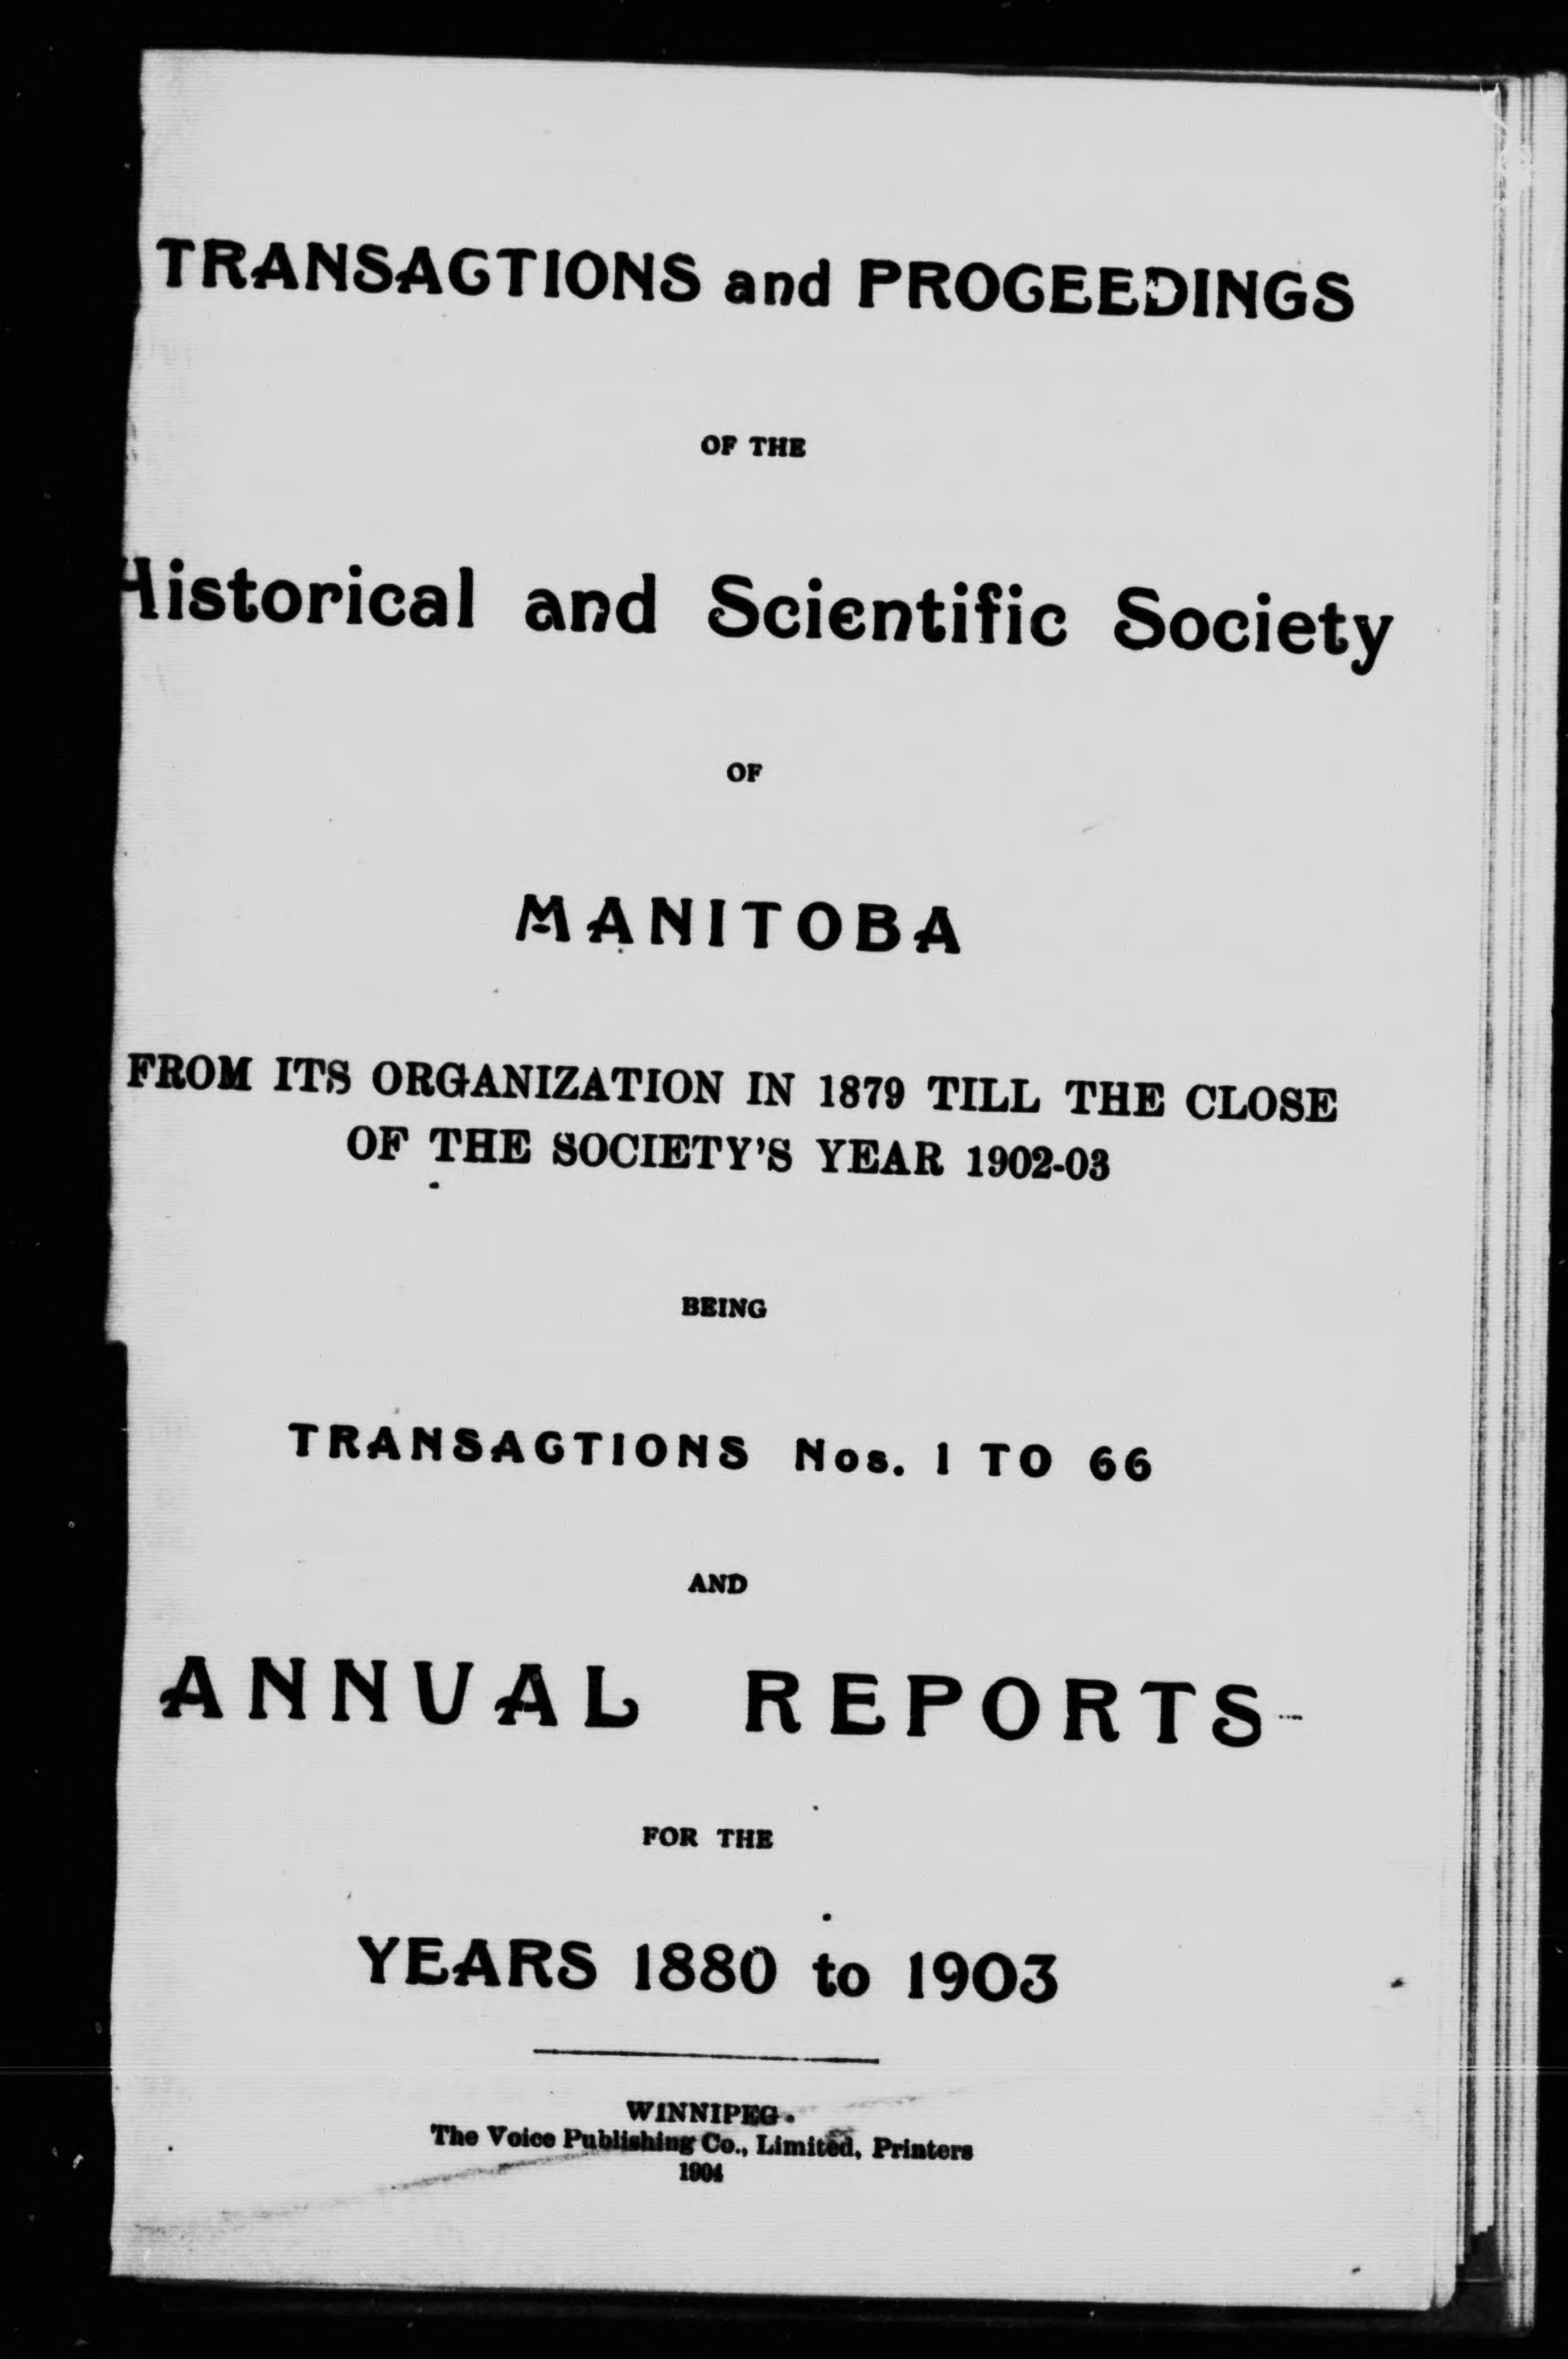 TRANSACTIONS and PROCEEDINGS
OF THE
Historical and Scientific Society
OF
MANITOBA
FROM ITS ORGANIZATION IN 1879 TILL THE CLOSE
OF THE SOCIETY'S YEAR 1902-03
BEING
TRANSACTIONS Nos. 1 TO 66
AND
ANNUAL REPORTS
FOR THE
YEARS 1880 to 1903
WINNIPEG.
The Voice Publishing Co., Limited, Printers
1904